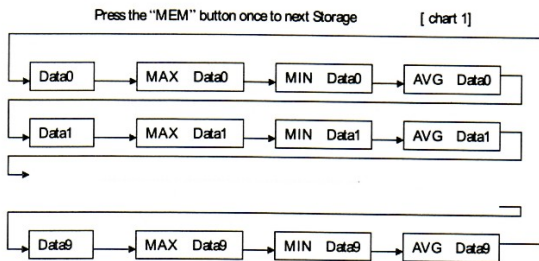 Press the “MEM” button once to next Storage [ chart 1]
Data0 MAX Data0 MIN Data0 AVG Data0
Data1 MAX Data1 MIN Data1 AVG Data1
Data9 MAX Data9 MIN Data9 AVG Data9